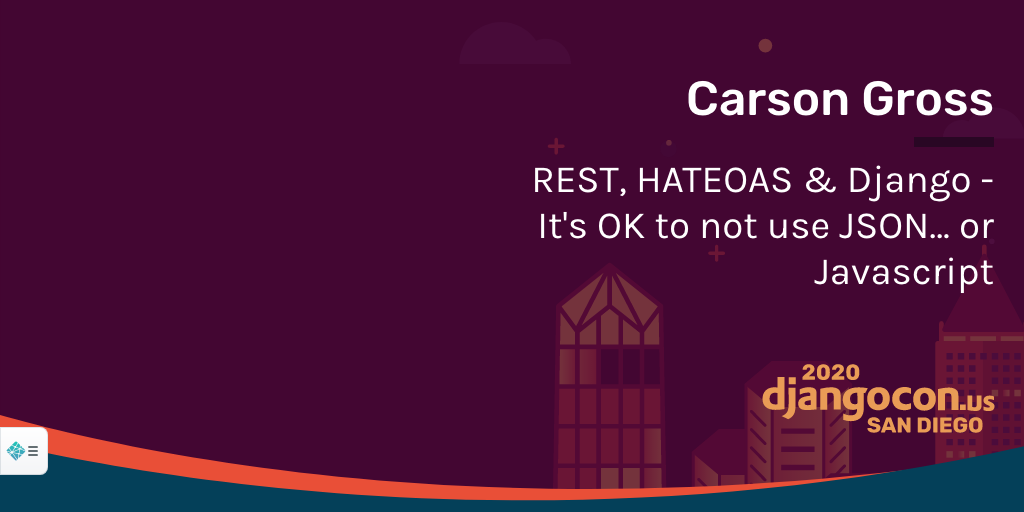 Carson Gross
REST, HATEOAS & Django -
It's OK to not use JSON... or
Javascript
2020
djangocon.us
SAN DIEGO